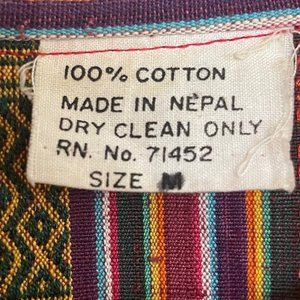 100% COTTON
MADE IN NEPAL
DRY CLEAN ONLY
RN. No. 71452
SIZE M